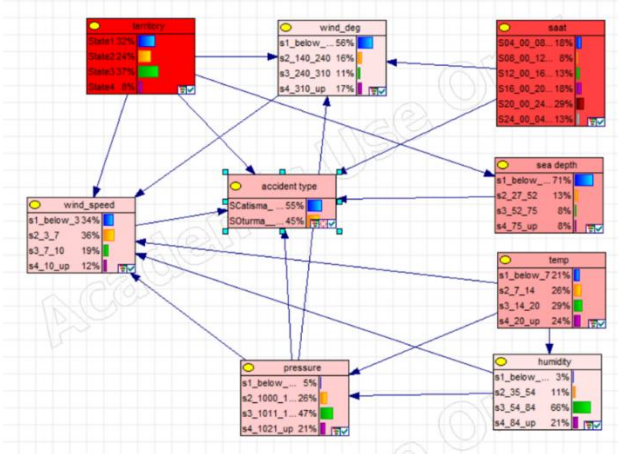 territory
State1 32%
State2 24%
State3 37%
State4 8%
wind_deg
s1_below_... 56%
s2_140_240 16%
s3_240_310 11%
s4_310_up 17%
saat
S04_00_08... 18%
S08_00_12... 8%
S12_00_16... 13%
S16_00_20... 18%
S20_00_24... 29%
S24_00_04... 13%
accident type
SCatisma_ ... 55%
SOturma__ ... 45%
sea depth
s1_below_... 71%
s2_27_52 13%
s3_52_75 8%
s4_75_up 8%
wind_speed
s1_below_3 34%
s2_3_7 36%
s3_7_10 19%
s4_10_up 12%
temp
s1_below_7 21%
s2_7_14 26%
s3_14_20 29%
s4_20_up 24%
pressure
s1_below_... 5%
s2_1000_1... 26%
s3_1011_1... 47%
s4_1021_up 21%
humidity
s1_below_... 3%
s2_35_54 11%
s3_54_84 66%
s4_84_up 21%
Academic Use On